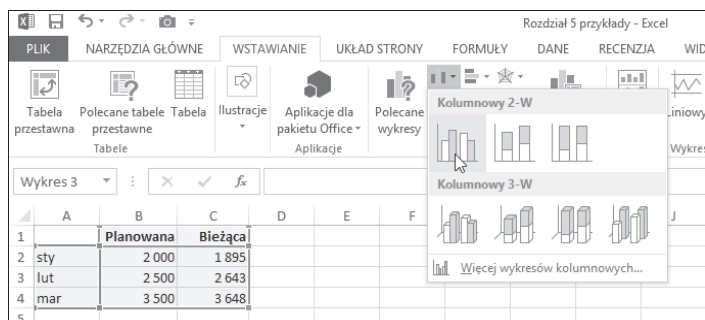 Rozdział 5 przykłady - Excel
PLIK NARZĘDZIA GŁÓWNE WSTAWIANIE UKŁAD STRONY FORMUŁY DANE RECENZJA WID
Tabela przestawna
Polecane tabele przestawne
Tabela
Ilustracje
Aplikacje dla pakietu Office
Polecane wykresy
Liniowy
Tabele
Aplikacje
Wykres
Kolumnowy 2-W
Kolumnowy 3-W
Więcej wykresów kolumnowych...
Wykres 3
fx
A B C D E F J
1 Planowana Bieżąca
2 sty 2 000 1 895
3 lut 2 500 2 643
4 mar 3 500 3 648
5